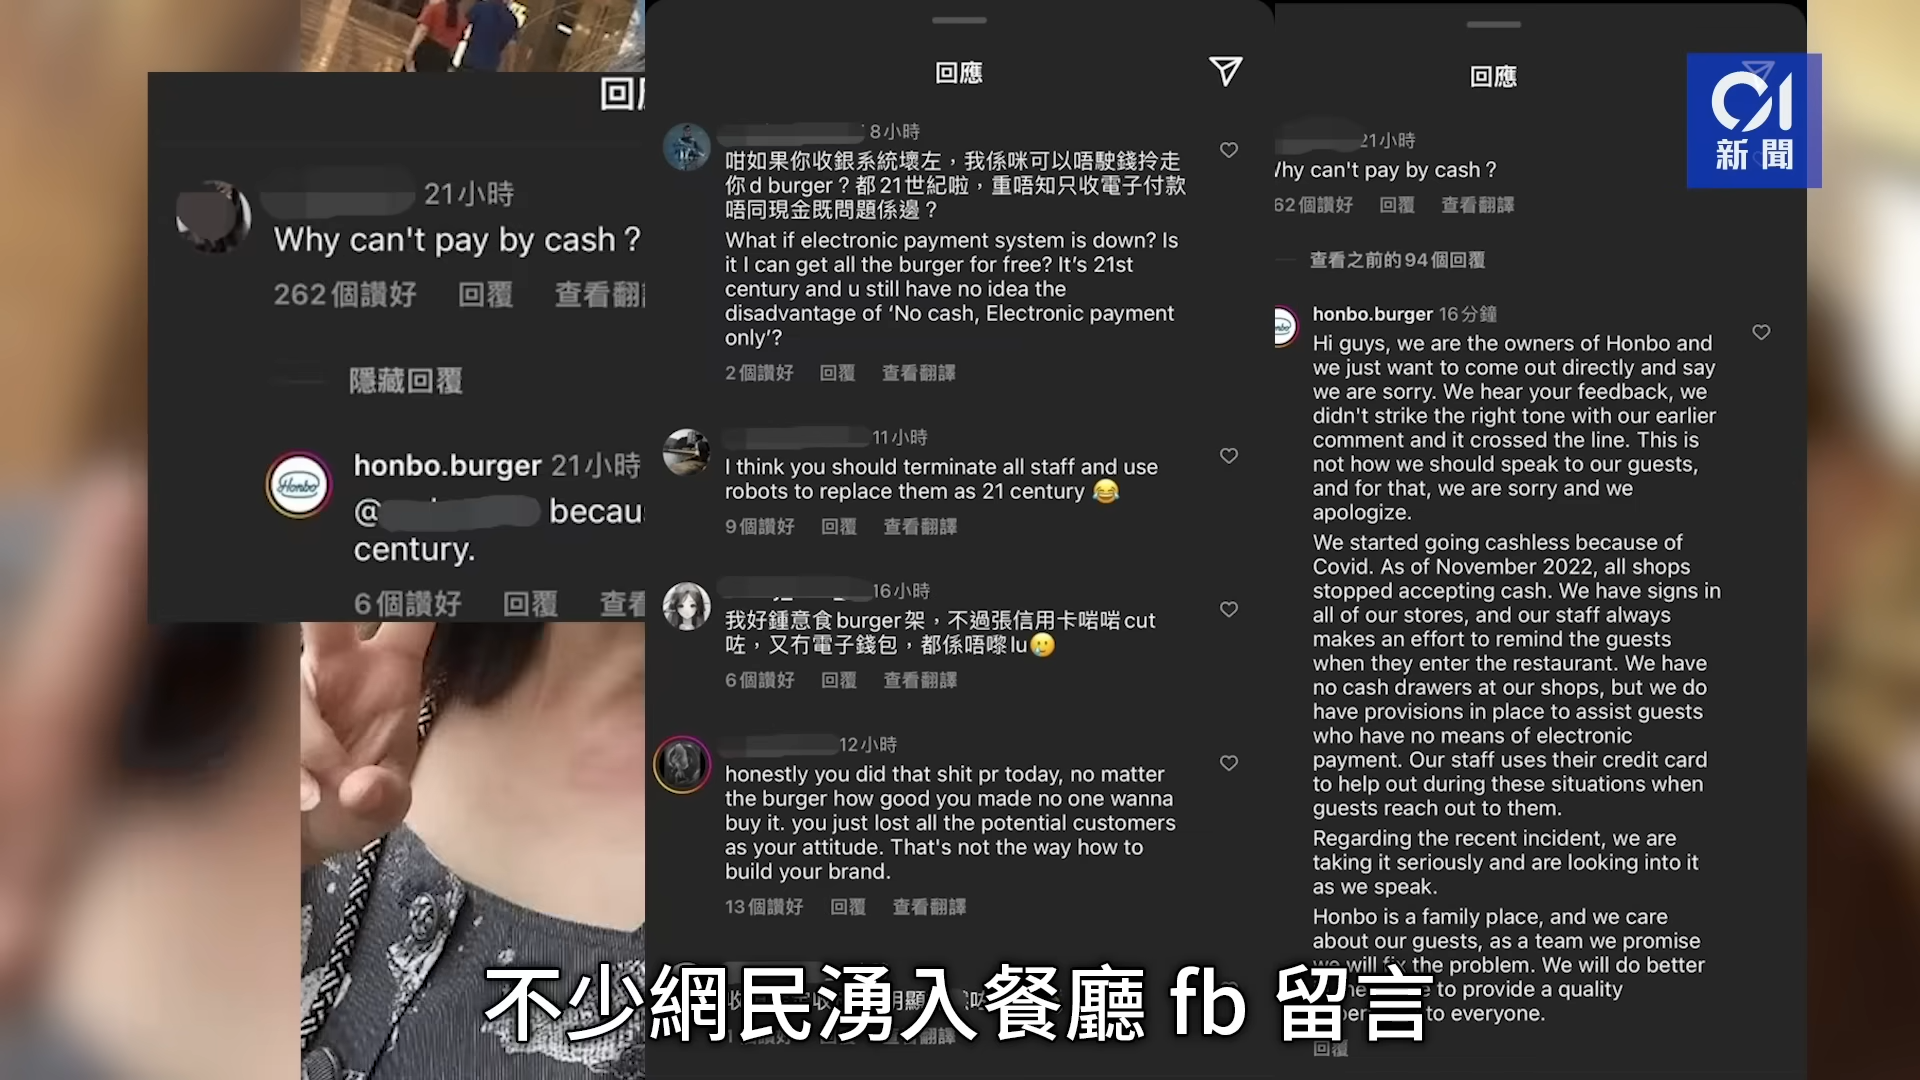 回
21小時
Why can't pay by cash ?
262個讚好 回覆 查看翻
隱藏回覆
Honbo
honbo.burger 21小時
@ becau
century.
6個讚好 回覆 查看
回應
8小時
咁如果你收銀系統壞左，我係咪可以唔駛錢拎走
你d burger？都21世紀啦，重唔知只收電子付款
唔同現金既問題係邊？
What if electronic payment system is down? Is
it I can get all the burger for free? It’s 21st
century and u still have no idea the
disadvantage of ‘No cash, Electronic payment
only’?
2個讚好 回覆 查看翻譯
11小時
I think you should terminate all staff and use
robots to replace them as 21 century 😂
9個讚好 回覆 查看翻譯
16小時
我好鍾意食burger架，不過張信用卡啱啱cut
咗，又冇電子錢包，都係唔嚟lu🥲
6個讚好 回覆 查看翻譯
12小時
honestly you did that shit pr today, no matter
the burger how good you made no one wanna
buy it. you just lost all the potential customers
as your attitude. That's not the way how to
build your brand.
13個讚好 回覆 查看翻譯
回應
21小時
Why can't pay by cash ?
62個讚好 回覆 查看翻譯
查看之前的94個回覆
honbo.burger 16分鐘
Hi guys, we are the owners of Honbo and
we just want to come out directly and say
we are sorry. We hear your feedback, we
didn't strike the right tone with our earlier
comment and it crossed the line. This is
not how we should speak to our guests,
and for that, we are sorry and we
apologize.
We started going cashless because of
Covid. As of November 2022, all shops
stopped accepting cash. We have signs in
all of our stores, and our staff always
makes an effort to remind the guests
when they enter the restaurant. We have
no cash drawers at our shops, but we do
have provisions in place to assist guests
who have no means of electronic
payment. Our staff uses their credit card
to help out during these situations when
guests reach out to them.
Regarding the recent incident, we are
taking it seriously and are looking into it
as we speak.
Honbo is a family place, and we care
about our guests, as a team we promise
we will fix the problem. We will do better
to provide a quality
to everyone.
回覆
01
新聞
不少網民湧入餐廳 fb 留言